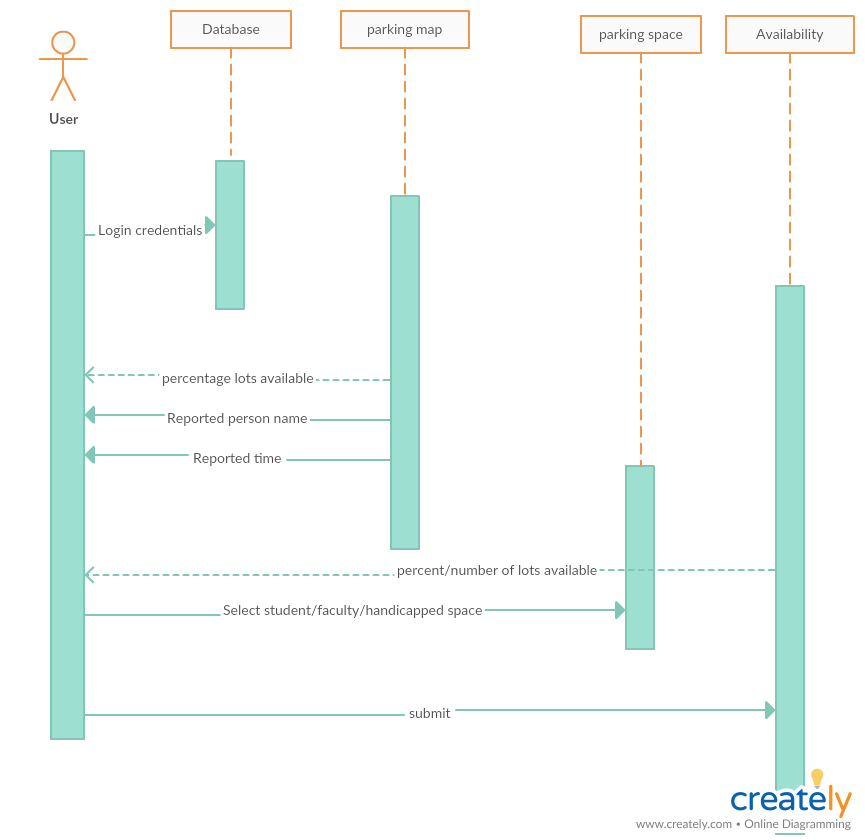 Database
parking map
parking space
Availability
User
Login credentials
percentage lots available
Reported person name
Reported time
percent/number of lots available
Select student/faculty/handicapped space
submit
creately
www.creately.com • Online Diagramming